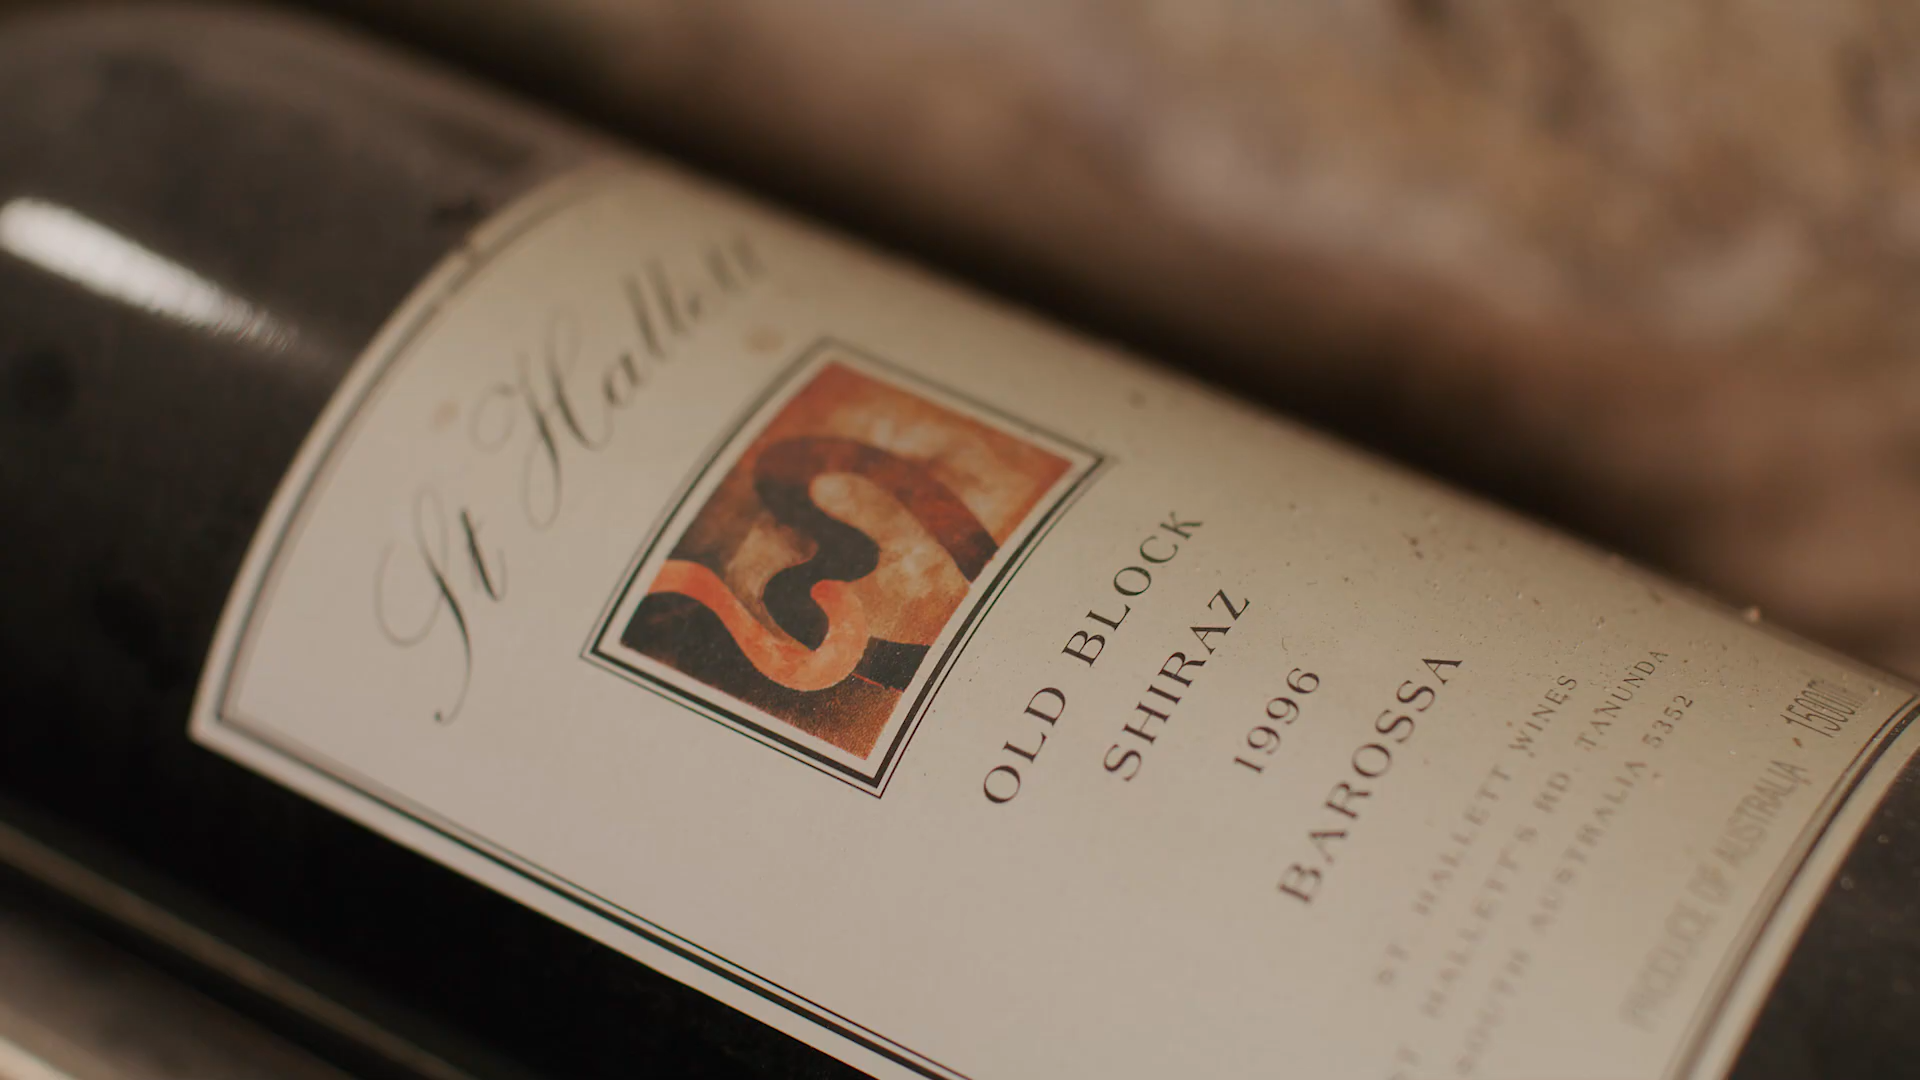 St Hallett
OLD BLOCK
SHIRAZ
1996
BAROSSA
ST HALLETT WINES
ST HALLETT'S RD. TANUNDA
SOUTH AUSTRALIA 5352
PRODUCE OF AUSTRALIA • 1500ml